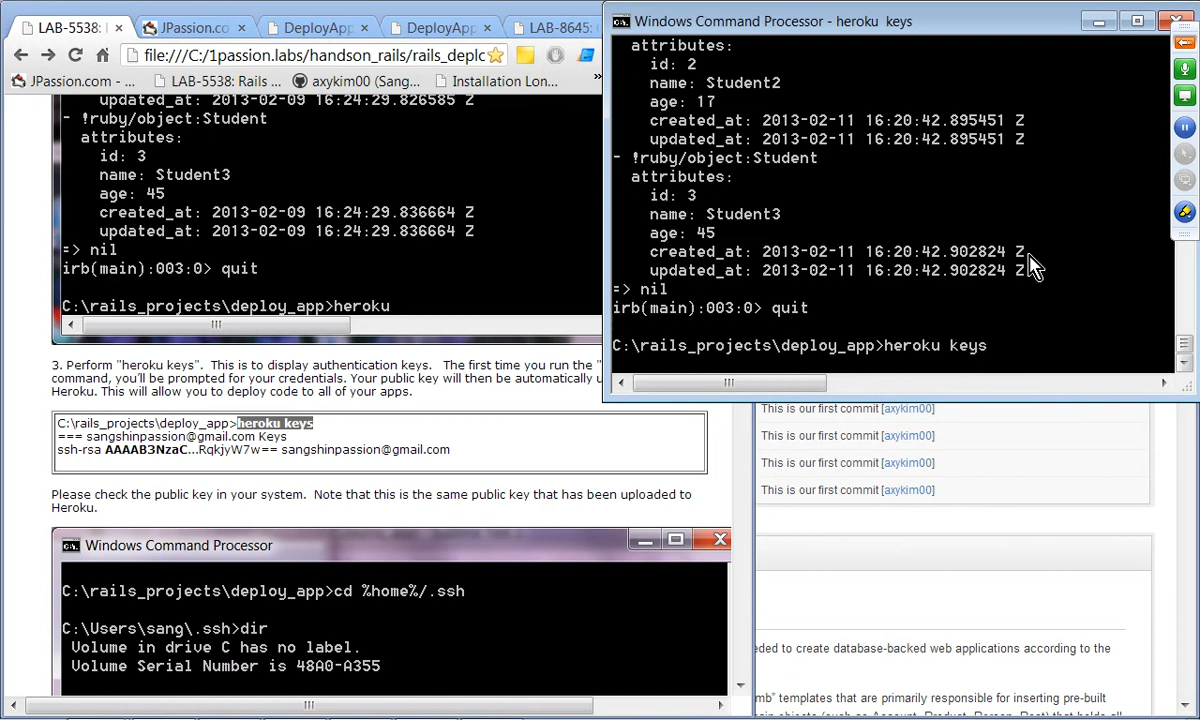 LAB-5538:
JPassion.co
DeployApp
DeployApp
LAB-8645:
file:///C:/1passion.labs/handson_rails/rails_deplc
JPassion.com - ...
LAB-5538: Rails ...
axykim00 (Sang...
Installation Lon...
»
updated_at: 2013-02-09 16:24:29.826585 Z
- !ruby/object:Student
attributes:
id: 3
name: Student3
age: 45
created_at: 2013-02-09 16:24:29.836664 Z
updated_at: 2013-02-09 16:24:29.836664 Z
=> nil
irb(main):003:0> quit
C:\rails_projects\deploy_app>heroku
3. Perform "heroku keys".  This is to display authentication keys.   The first time you run the "
command, you'll be prompted for your credentials. Your public key will then be automatically u
Heroku. This will allow you to deploy code to all of your apps.
C:\rails_projects\deploy_app>heroku keys
=== sangshinpassion@gmail.com Keys
ssh-rsa AAAAB3NzaC...RqkjyW7w== sangshinpassion@gmail.com
Please check the public key in your system.  Note that this is the same public key that has been uploaded to
Heroku.
Windows Command Processor
C:\rails_projects\deploy_app>cd %home%/.ssh
C:\Users\sang\.ssh>dir
Volume in drive C has no label.
Volume Serial Number is 48A0-A355
Windows Command Processor - heroku  keys
attributes:
id: 2
name: Student2
age: 17
created_at: 2013-02-11 16:20:42.895451 Z
updated_at: 2013-02-11 16:20:42.895451 Z
- !ruby/object:Student
attributes:
id: 3
name: Student3
age: 45
created_at: 2013-02-11 16:20:42.902824 Z
updated_at: 2013-02-11 16:20:42.902824 Z
=> nil
irb(main):003:0> quit
C:\rails_projects\deploy_app>heroku keys
This is our first commit [axykim00]
This is our first commit [axykim00]
This is our first commit [axykim00]
This is our first commit [axykim00]
eded to create database-backed web applications according to the
mb" templates that are primarily responsible for inserting pre-built